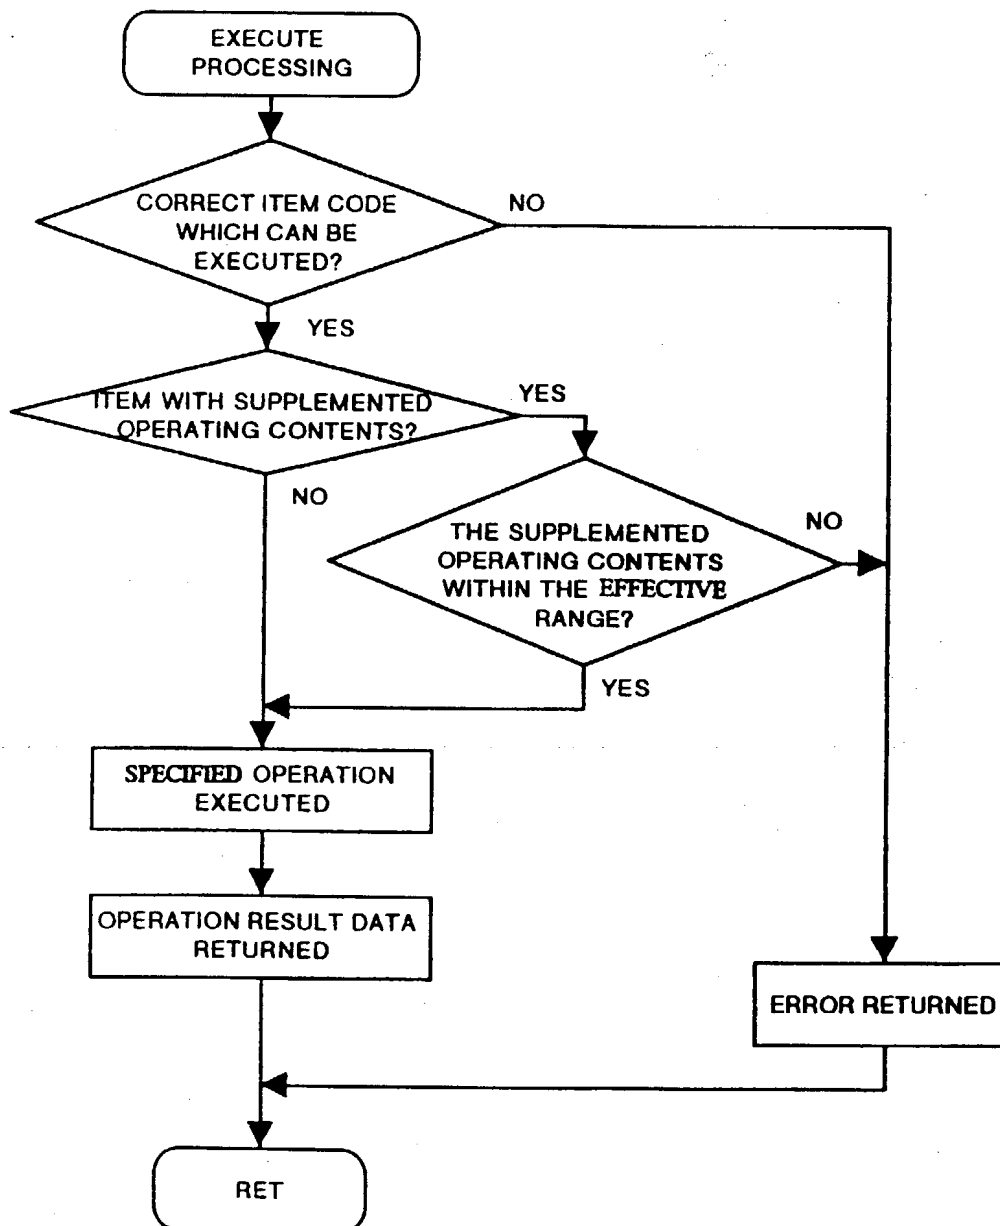 EXECUTE
PROCESSING
CORRECT ITEM CODE
WHICH CAN BE
EXECUTED?
NO
YES
ITEM WITH SUPPLEMENTED
OPERATING CONTENTS?
YES
NO
THE SUPPLEMENTED
OPERATING CONTENTS
WITHIN THE EFFECTIVE
RANGE?
NO
YES
SPECIFIED OPERATION
EXECUTED
OPERATION RESULT DATA
RETURNED
ERROR RETURNED
RET